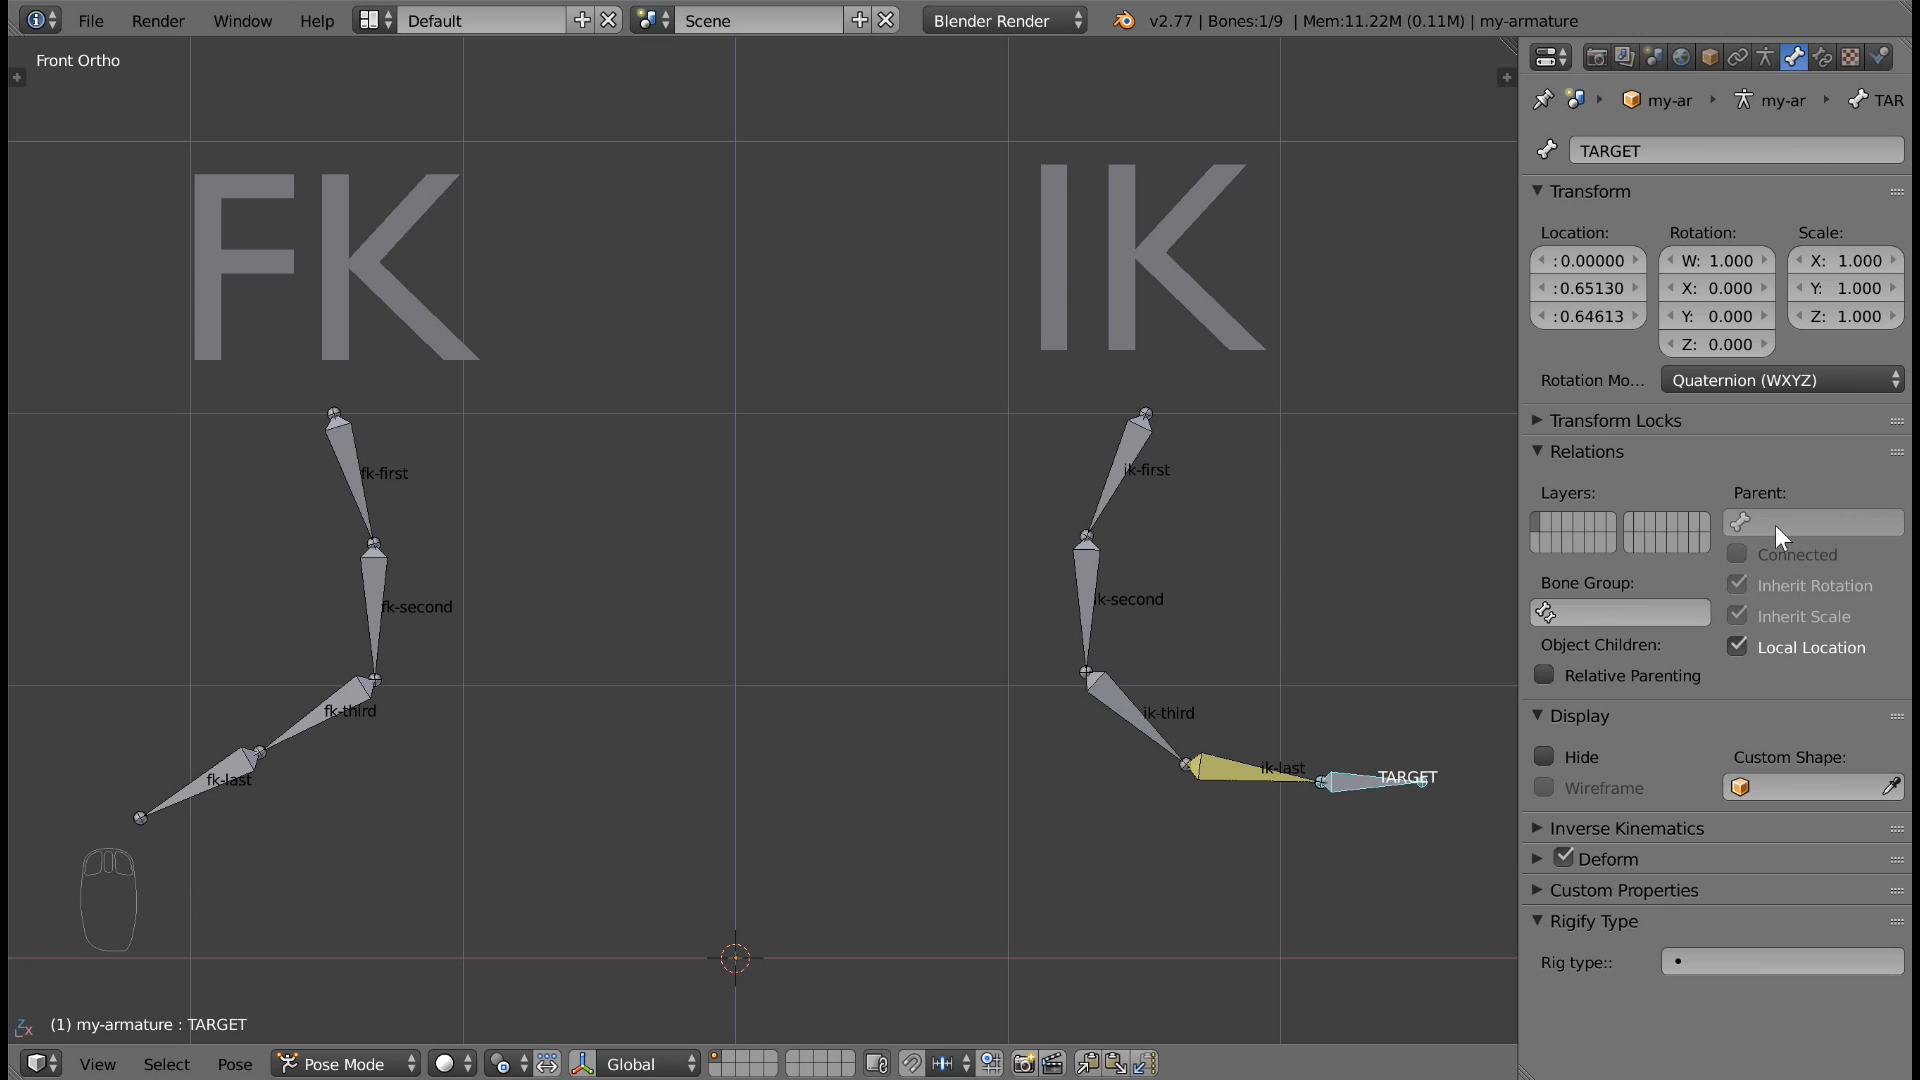 File Render Window Help Default Scene Blender Render v2.77 | Bones:1/9 | Mem:11.22M (0.11M) | my-armature
Front Ortho
FK
IK
fk-first
fk-second
fk-third
fk-last
ik-first
ik-second
ik-third
ik-last
TARGET
(1) my-armature : TARGET
View Select Pose Pose Mode Global
my-ar my-ar TAR
TARGET
Transform
Location: Rotation: Scale:
:0.00000 W: 1.000 X: 1.000
:0.65130 X: 0.000 Y: 1.000
:0.64613 Y: 0.000 Z: 1.000
Z: 0.000
Rotation Mo... Quaternion (WXYZ)
Transform Locks
Relations
Layers: Parent:
Connected
Bone Group: Inherit Rotation
Inherit Scale
Object Children: Local Location
Relative Parenting
Display
Hide Custom Shape:
Wireframe
Inverse Kinematics
Deform
Custom Properties
Rigify Type
Rig type::